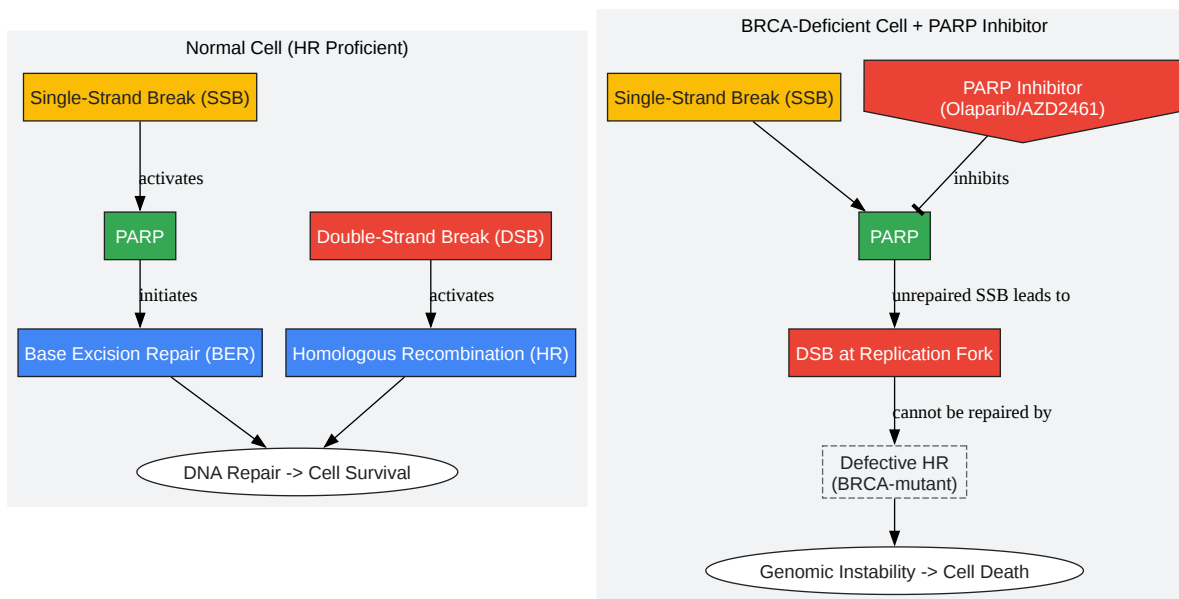 Normal Cell (HR Proficient)
Single-Strand Break (SSB)
activates
PARP
Double-Strand Break (DSB)
initiates
activates
Base Excision Repair (BER)
Homologous Recombination (HR)
DNA Repair -> Cell Survival
BRCA-Deficient Cell + PARP Inhibitor
Single-Strand Break (SSB)
PARP Inhibitor
(Olaparib/AZD2461)
inhibits
PARP
unrepaired SSB leads to
DSB at Replication Fork
cannot be repaired by
Defective HR
(BRCA-mutant)
Genomic Instability -> Cell Death